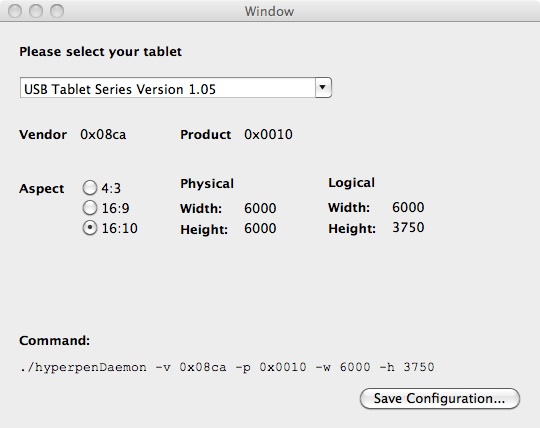 Window
Please select your tablet
USB Tablet Series Version 1.05
Vendor 0x08ca Product 0x0010
Aspect 4:3 Physical Logical
16:9 Width: 6000 Width: 6000
16:10 Height: 6000 Height: 3750
Command:
./hyperpenDaemon -v 0x08ca -p 0x0010 -w 6000 -h 3750
Save Configuration...